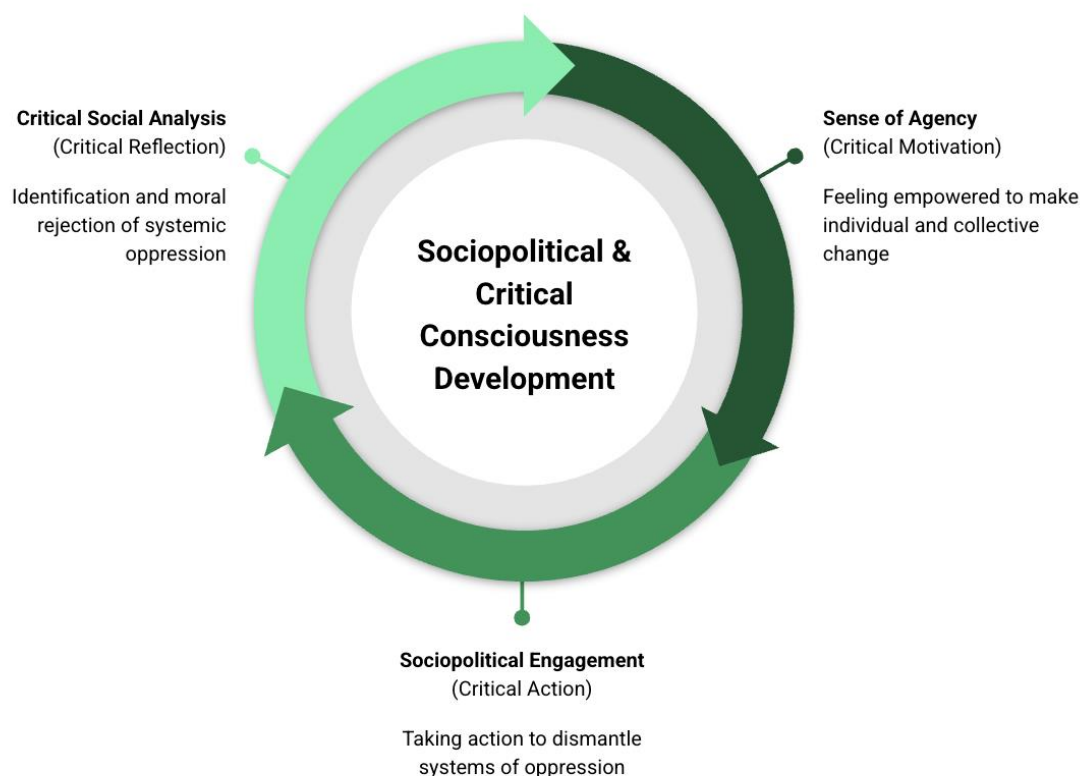 Critical Social Analysis
(Critical Reflection)
Identification and moral
rejection of systemic
oppression
Sense of Agency
(Critical Motivation)
Feeling empowered to make
individual and collective
change
Sociopolitical &
Critical
Consciousness
Development
Sociopolitical Engagement
(Critical Action)
Taking action to dismantle
systems of oppression